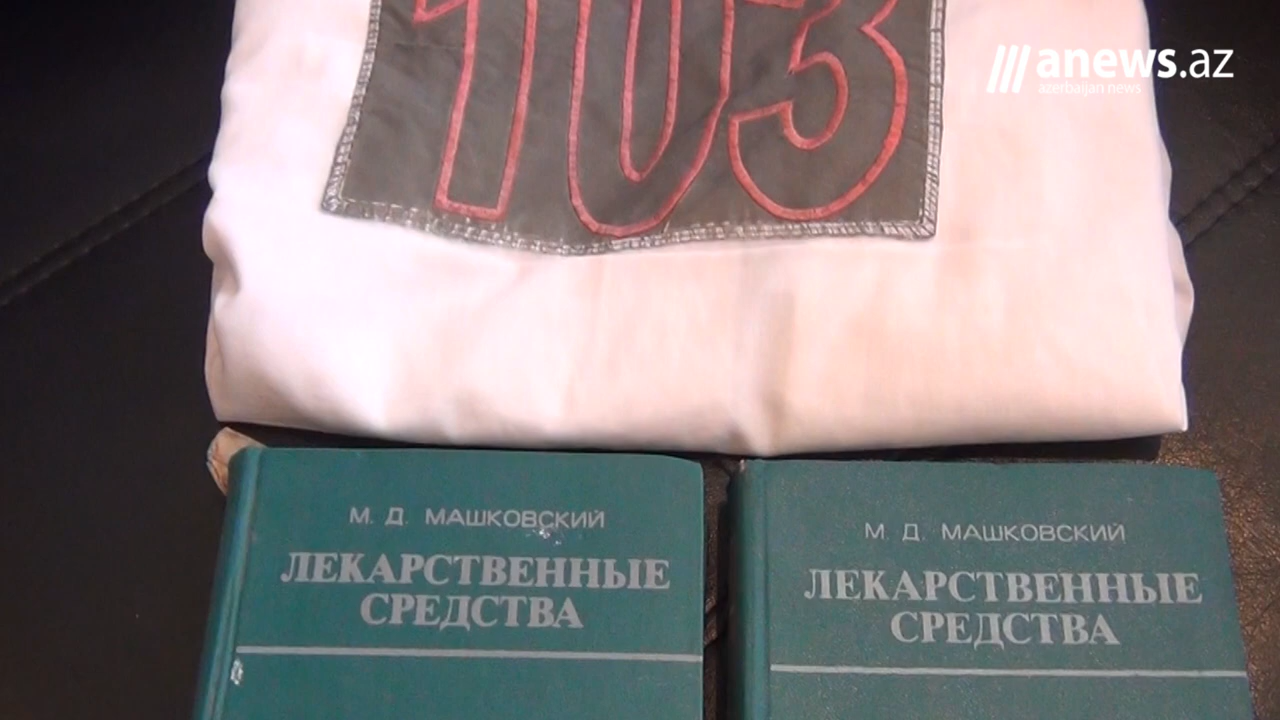 103
anews.az
azerbaijan news
М. Д. МАШКОВСКИЙ
ЛЕКАРСТВЕННЫЕ
СРЕДСТВА
М. Д. МАШКОВСКИЙ
ЛЕКАРСТВЕННЫЕ
СРЕДСТВА